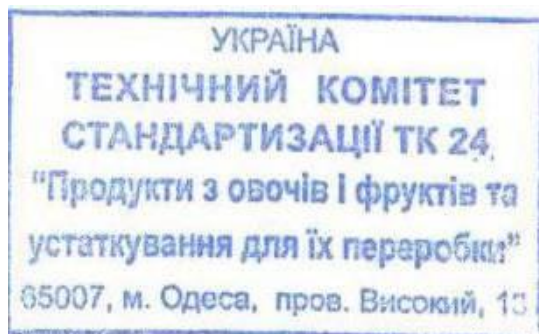 УКРАЇНА
ТЕХНІЧНИЙ КОМІТЕТ
СТАНДАРТИЗАЦІЇ ТК 24
"Продукти з овочів і фруктів та
устаткування для їх переробки"
65007, м. Одеса, пров. Високий,